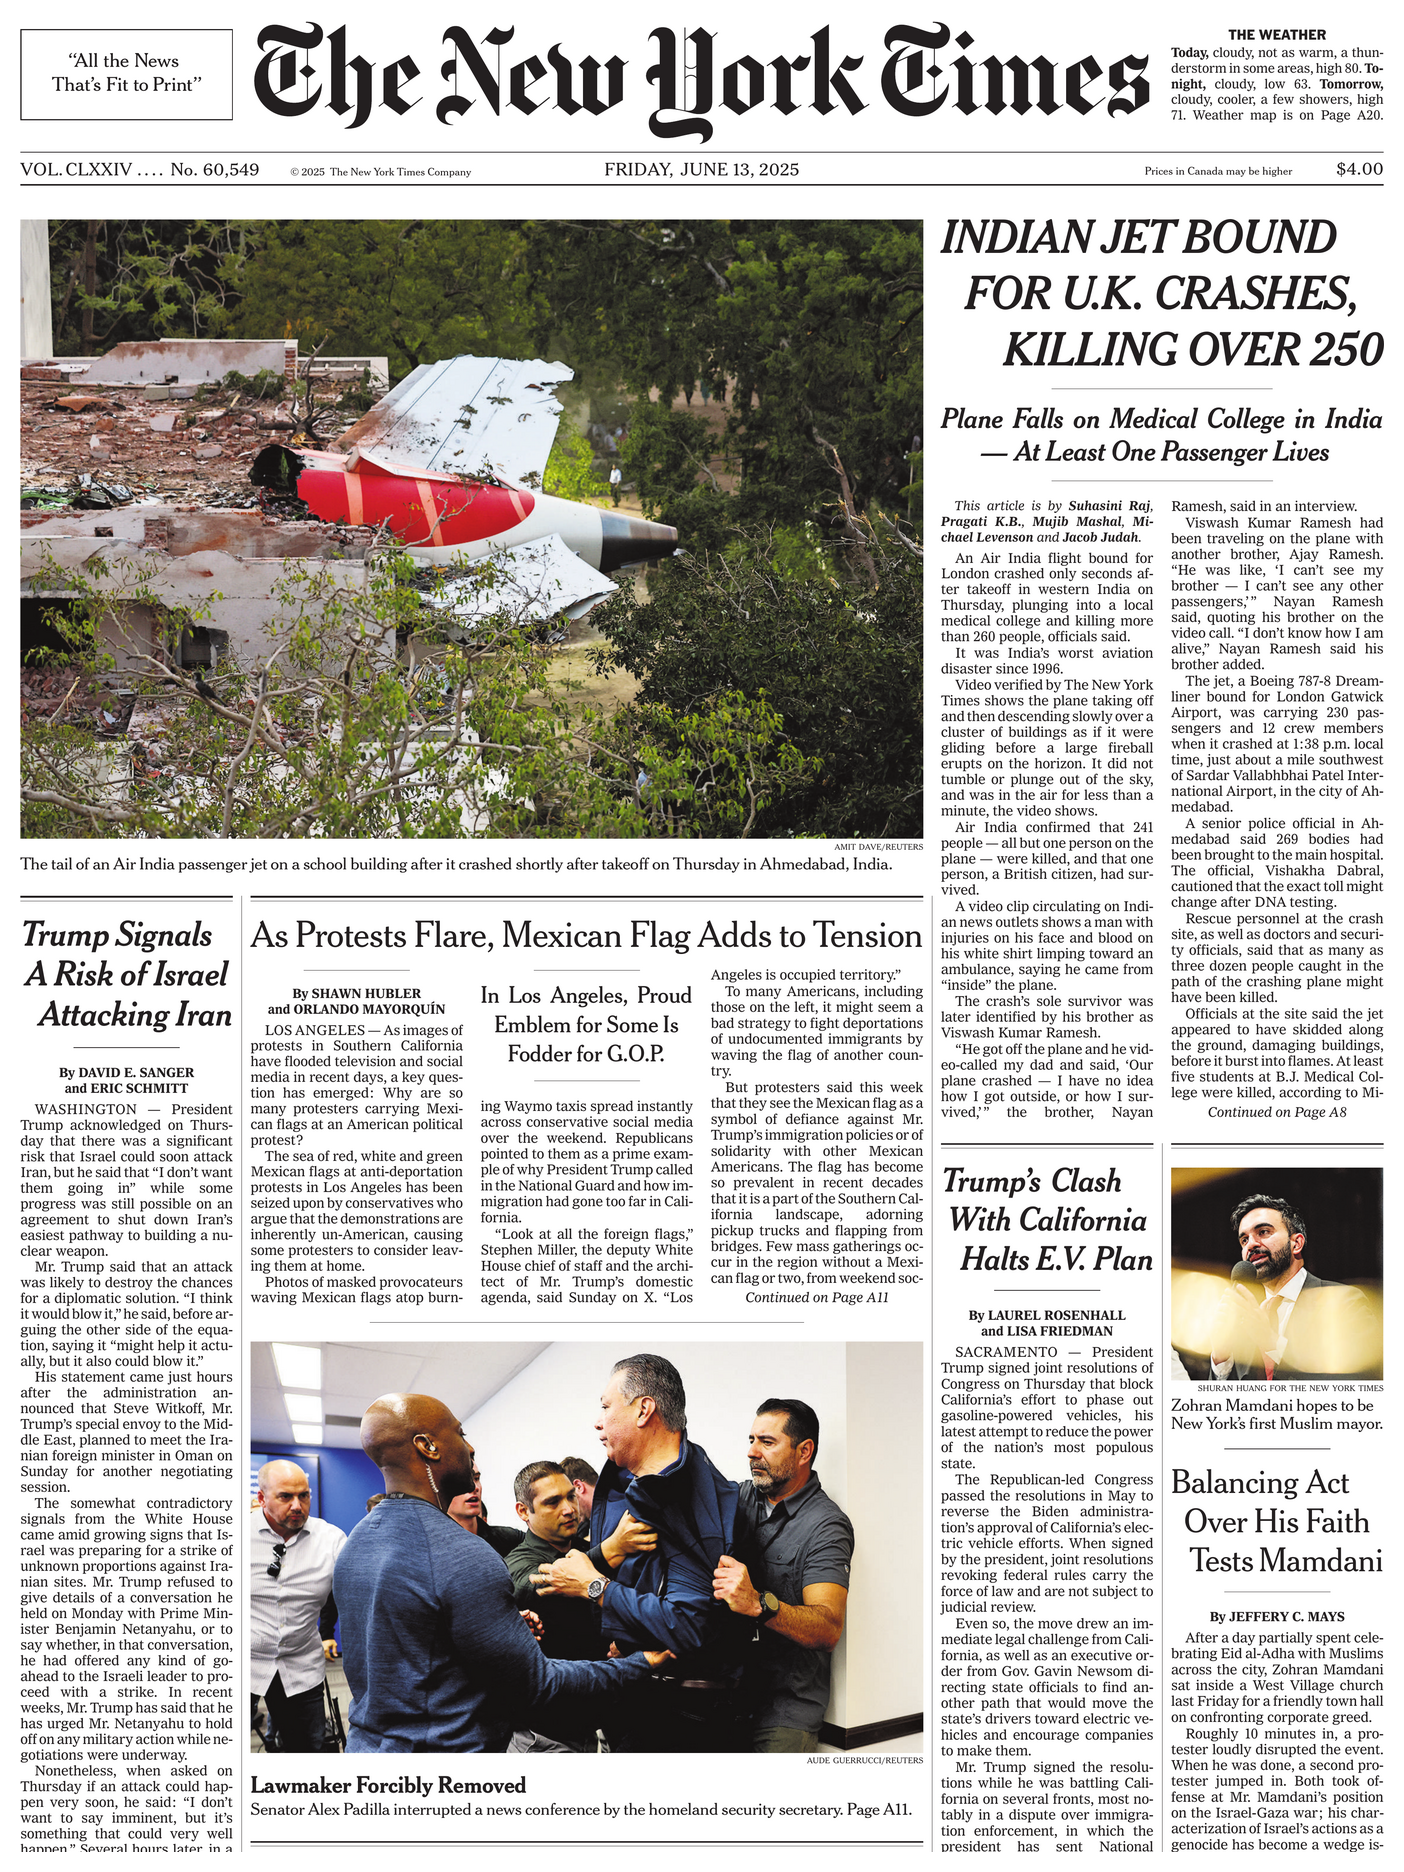 “All the News
That’s Fit to Print”
The New York Times
THE WEATHER
Today, cloudy, not as warm, a thun-
derstorm in some areas, high 80. To-
night, cloudy, low 63. Tomorrow,
cloudy, cooler, a few showers, high
71. Weather map is on Page A20.
VOL. CLXXIV .... No. 60,549
© 2025 The New York Times Company
FRIDAY, JUNE 13, 2025
Prices in Canada may be higher
$4.00
AMIT DAVE/REUTERS
The tail of an Air India passenger jet on a school building after it crashed shortly after takeoff on Thursday in Ahmedabad, India.
INDIAN JET BOUND
FOR U.K. CRASHES,
KILLING OVER 250
Plane Falls on Medical College in India
— At Least One Passenger Lives
This article is by Suhasini Raj,
Pragati K.B., Mujib Mashal, Mi-
chael Levenson and Jacob Judah.
An Air India flight bound for
London crashed only seconds af-
ter takeoff in western India on
Thursday, plunging into a local
medical college and killing more
than 260 people, officials said.
It was India’s worst aviation
disaster since 1996.
Video verified by The New York
Times shows the plane taking off
and then descending slowly over a
cluster of buildings as if it were
gliding before a large fireball
erupts on the horizon. It did not
tumble or plunge out of the sky,
and was in the air for less than a
minute, the video shows.
Air India confirmed that 241
people — all but one person on the
plane — were killed, and that one
person, a British citizen, had sur-
vived.
A video clip circulating on Indi-
an news outlets shows a man with
injuries on his face and blood on
his white shirt limping toward an
ambulance, saying he came from
“inside” the plane.
The crash’s sole survivor was
later identified by his brother as
Viswash Kumar Ramesh.
“He got off the plane and he vid-
eo-called my dad and said, ‘Our
plane crashed — I have no idea
how I got outside, or how I sur-
vived,’” the brother, Nayan
Ramesh, said in an interview.
Viswash Kumar Ramesh had
been traveling on the plane with
another brother, Ajay Ramesh.
“He was like, ‘I can’t see my
brother — I can’t see any other
passengers,’” Nayan Ramesh
said, quoting his brother on the
video call. “I don’t know how I am
alive,” Nayan Ramesh said his
brother added.
The jet, a Boeing 787-8 Dream-
liner bound for London Gatwick
Airport, was carrying 230 pas-
sengers and 12 crew members
when it crashed at 1:38 p.m. local
time, just about a mile southwest
of Sardar Vallabhbhai Patel Inter-
national Airport, in the city of Ah-
medabad.
A senior police official in Ah-
medabad said 269 bodies had
been brought to the main hospital.
The official, Vishakha Dabral,
cautioned that the exact toll might
change after DNA testing.
Rescue personnel at the crash
site, as well as doctors and securi-
ty officials, said that as many as
three dozen people caught in the
path of the crashing plane might
have been killed.
Officials at the site said the jet
appeared to have skidded along
the ground, damaging buildings,
before it burst into flames. At least
five students at B.J. Medical Col-
lege were killed, according to Mi-
Continued on Page A8
Trump Signals
A Risk of Israel
Attacking Iran
By DAVID E. SANGER
and ERIC SCHMITT
WASHINGTON — President
Trump acknowledged on Thurs-
day that there was a significant
risk that Israel could soon attack
Iran, but he said that “I don’t want
them going in” while some
progress was still possible on an
agreement to shut down Iran’s
easiest pathway to building a nu-
clear weapon.
Mr. Trump said that an attack
was likely to destroy the chances
for a diplomatic solution. “I think
it would blow it,” he said, before ar-
guing the other side of the equa-
tion, saying it “might help it actu-
ally, but it also could blow it.”
His statement came just hours
after the administration an-
nounced that Steve Witkoff, Mr.
Trump’s special envoy to the Mid-
dle East, planned to meet the Ira-
nian foreign minister in Oman on
Sunday for another negotiating
session.
The somewhat contradictory
signals from the White House
came amid growing signs that Is-
rael was preparing for a strike of
unknown proportions against Ira-
nian sites. Mr. Trump refused to
give details of a conversation he
held on Monday with Prime Min-
ister Benjamin Netanyahu, or to
say whether, in that conversation,
he had offered any kind of go-
ahead to the Israeli leader to pro-
ceed with a strike. In recent
weeks, Mr. Trump has said that he
has urged Mr. Netanyahu to hold
off on any military action while ne-
gotiations were underway.
Nonetheless, when asked on
Thursday if an attack could hap-
pen very soon, he said: “I don’t
want to say imminent, but it’s
something that could very well
happen.” Several hours later, in a
As Protests Flare, Mexican Flag Adds to Tension
By SHAWN HUBLER
and ORLANDO MAYORQUÍN
LOS ANGELES — As images of
protests in Southern California
have flooded television and social
media in recent days, a key ques-
tion has emerged: Why are so
many protesters carrying Mexi-
can flags at an American political
protest?
The sea of red, white and green
Mexican flags at anti-deportation
protests in Los Angeles has been
seized upon by conservatives who
argue that the demonstrations are
inherently un-American, causing
some protesters to consider leav-
ing them at home.
Photos of masked provocateurs
waving Mexican flags atop burn-
In Los Angeles, Proud
Emblem for Some Is
Fodder for G.O.P.
ing Waymo taxis spread instantly
across conservative social media
over the weekend. Republicans
pointed to them as a prime exam-
ple of why President Trump called
in the National Guard and how im-
migration had gone too far in Cali-
fornia.
“Look at all the foreign flags,”
Stephen Miller, the deputy White
House chief of staff and the archi-
tect of Mr. Trump’s domestic
agenda, said Sunday on X. “Los
Angeles is occupied territory.”
To many Americans, including
those on the left, it might seem a
bad strategy to fight deportations
of undocumented immigrants by
waving the flag of another coun-
try.
But protesters said this week
that they see the Mexican flag as a
symbol of defiance against Mr.
Trump’s immigration policies or of
solidarity with other Mexican
Americans. The flag has become
so prevalent in recent decades
that it is a part of the Southern Cal-
ifornia landscape, adorning
pickup trucks and flapping from
bridges. Few mass gatherings oc-
cur in the region without a Mexi-
can flag or two, from weekend soc-
Continued on Page A11
AUDE GUERRUCCI/REUTERS
Lawmaker Forcibly Removed
Senator Alex Padilla interrupted a news conference by the homeland security secretary. Page A11.
Trump’s Clash
With California
Halts E.V. Plan
By LAUREL ROSENHALL
and LISA FRIEDMAN
SACRAMENTO — President
Trump signed joint resolutions of
Congress on Thursday that block
California’s effort to phase out
gasoline-powered vehicles, his
latest attempt to reduce the power
of the nation’s most populous
state.
The Republican-led Congress
passed the resolutions in May to
reverse the Biden administra-
tion’s approval of California’s elec-
tric vehicle efforts. When signed
by the president, joint resolutions
revoking federal rules carry the
force of law and are not subject to
judicial review.
Even so, the move drew an im-
mediate legal challenge from Cali-
fornia, as well as an executive or-
der from Gov. Gavin Newsom di-
recting state officials to find an-
other path that would move the
state’s drivers toward electric ve-
hicles and encourage companies
to make them.
Mr. Trump signed the resolu-
tions while he was battling Cali-
fornia on several fronts, most no-
tably in a dispute over immigra-
tion enforcement, in which the
president has sent National
SHURAN HUANG FOR THE NEW YORK TIMES
Zohran Mamdani hopes to be
New York’s first Muslim mayor.
Balancing Act
Over His Faith
Tests Mamdani
By JEFFERY C. MAYS
After a day partially spent cele-
brating Eid al-Adha with Muslims
across the city, Zohran Mamdani
sat inside a West Village church
last Friday for a friendly town hall
on confronting corporate greed.
Roughly 10 minutes in, a pro-
tester loudly disrupted the event.
When he was done, a second pro-
tester jumped in. Both took of-
fense at Mr. Mamdani’s position
on the Israel-Gaza war; his char-
acterization of Israel’s actions as a
genocide has become a wedge is-